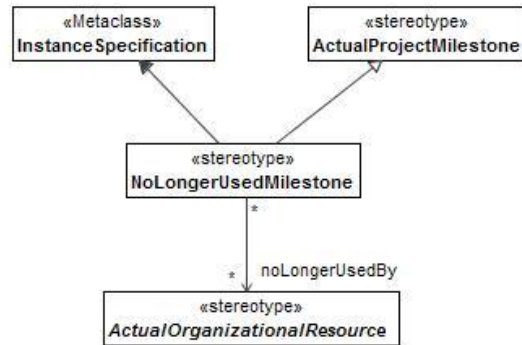 «Metaclass»
InstanceSpecification
«stereotype»
ActualProjectMilestone
«stereotype»
NoLongerUsedMilestone
*
* noLongerUsedBy
«stereotype»
ActualOrganizationalResource